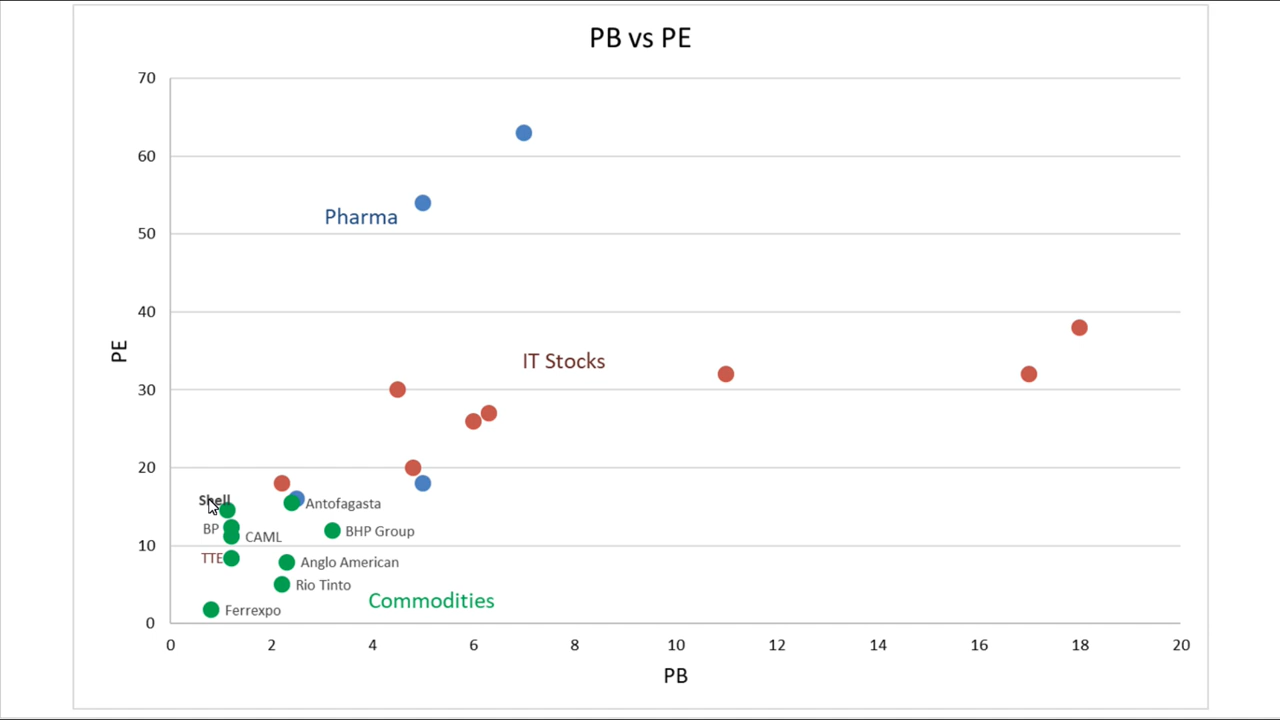 PB vs PE
70
60
Pharma
50
40
PE
IT Stocks
30
20
Shell
Antofagasta
BP
CAML
BHP Group
10
TTE
Anglo American
Rio Tinto
Commodities
Ferrexpo
0
0 2 4 6 8 10 12 14 16 18 20
PB